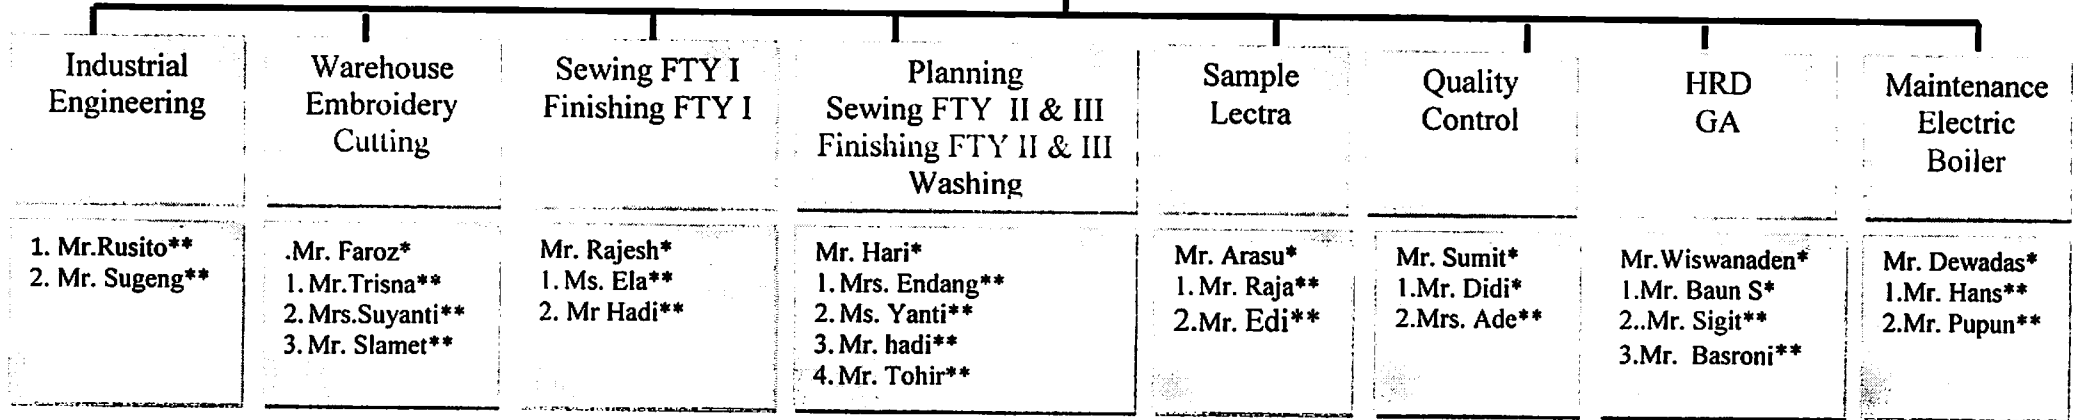 Industrial
Engineering
1. Mr.Rusito**
2. Mr. Sugeng**
Warehouse
Embroidery
Cutting
.Mr. Faroz*
1.Mr.Trisna**
2.Mrs.Suyanti**
3. Mr. Slamet**
Sewing FTY I
Finishing FTY I
Mr. Rajesh*
1.Ms. Ela**
2. Mr Hadi**
Planning
Sewing FTY II & III
Finishing FTY II & III
Washing
Mr. Hari*
1.Mrs. Endang**
2.Ms. Yanti**
3.Mr. hadi**
4.Mr. Tohir**
Sample
Lectra
Mr. Arasu*
1.Mr. Raja**
2.Mr. Edi**
Quality
Control
Mr. Sumit*
1.Mr. Didi*
2.Mrs. Ade**
HRD
GA
Mr.Wiswanaden*
1.Mr. Baun S*
2..Mr. Sigit**
3.Mr. Basroni**
Maintenance
Electric
Boiler
Mr. Dewadas*
1.Mr. Hans**
2.Mr. Pupun**